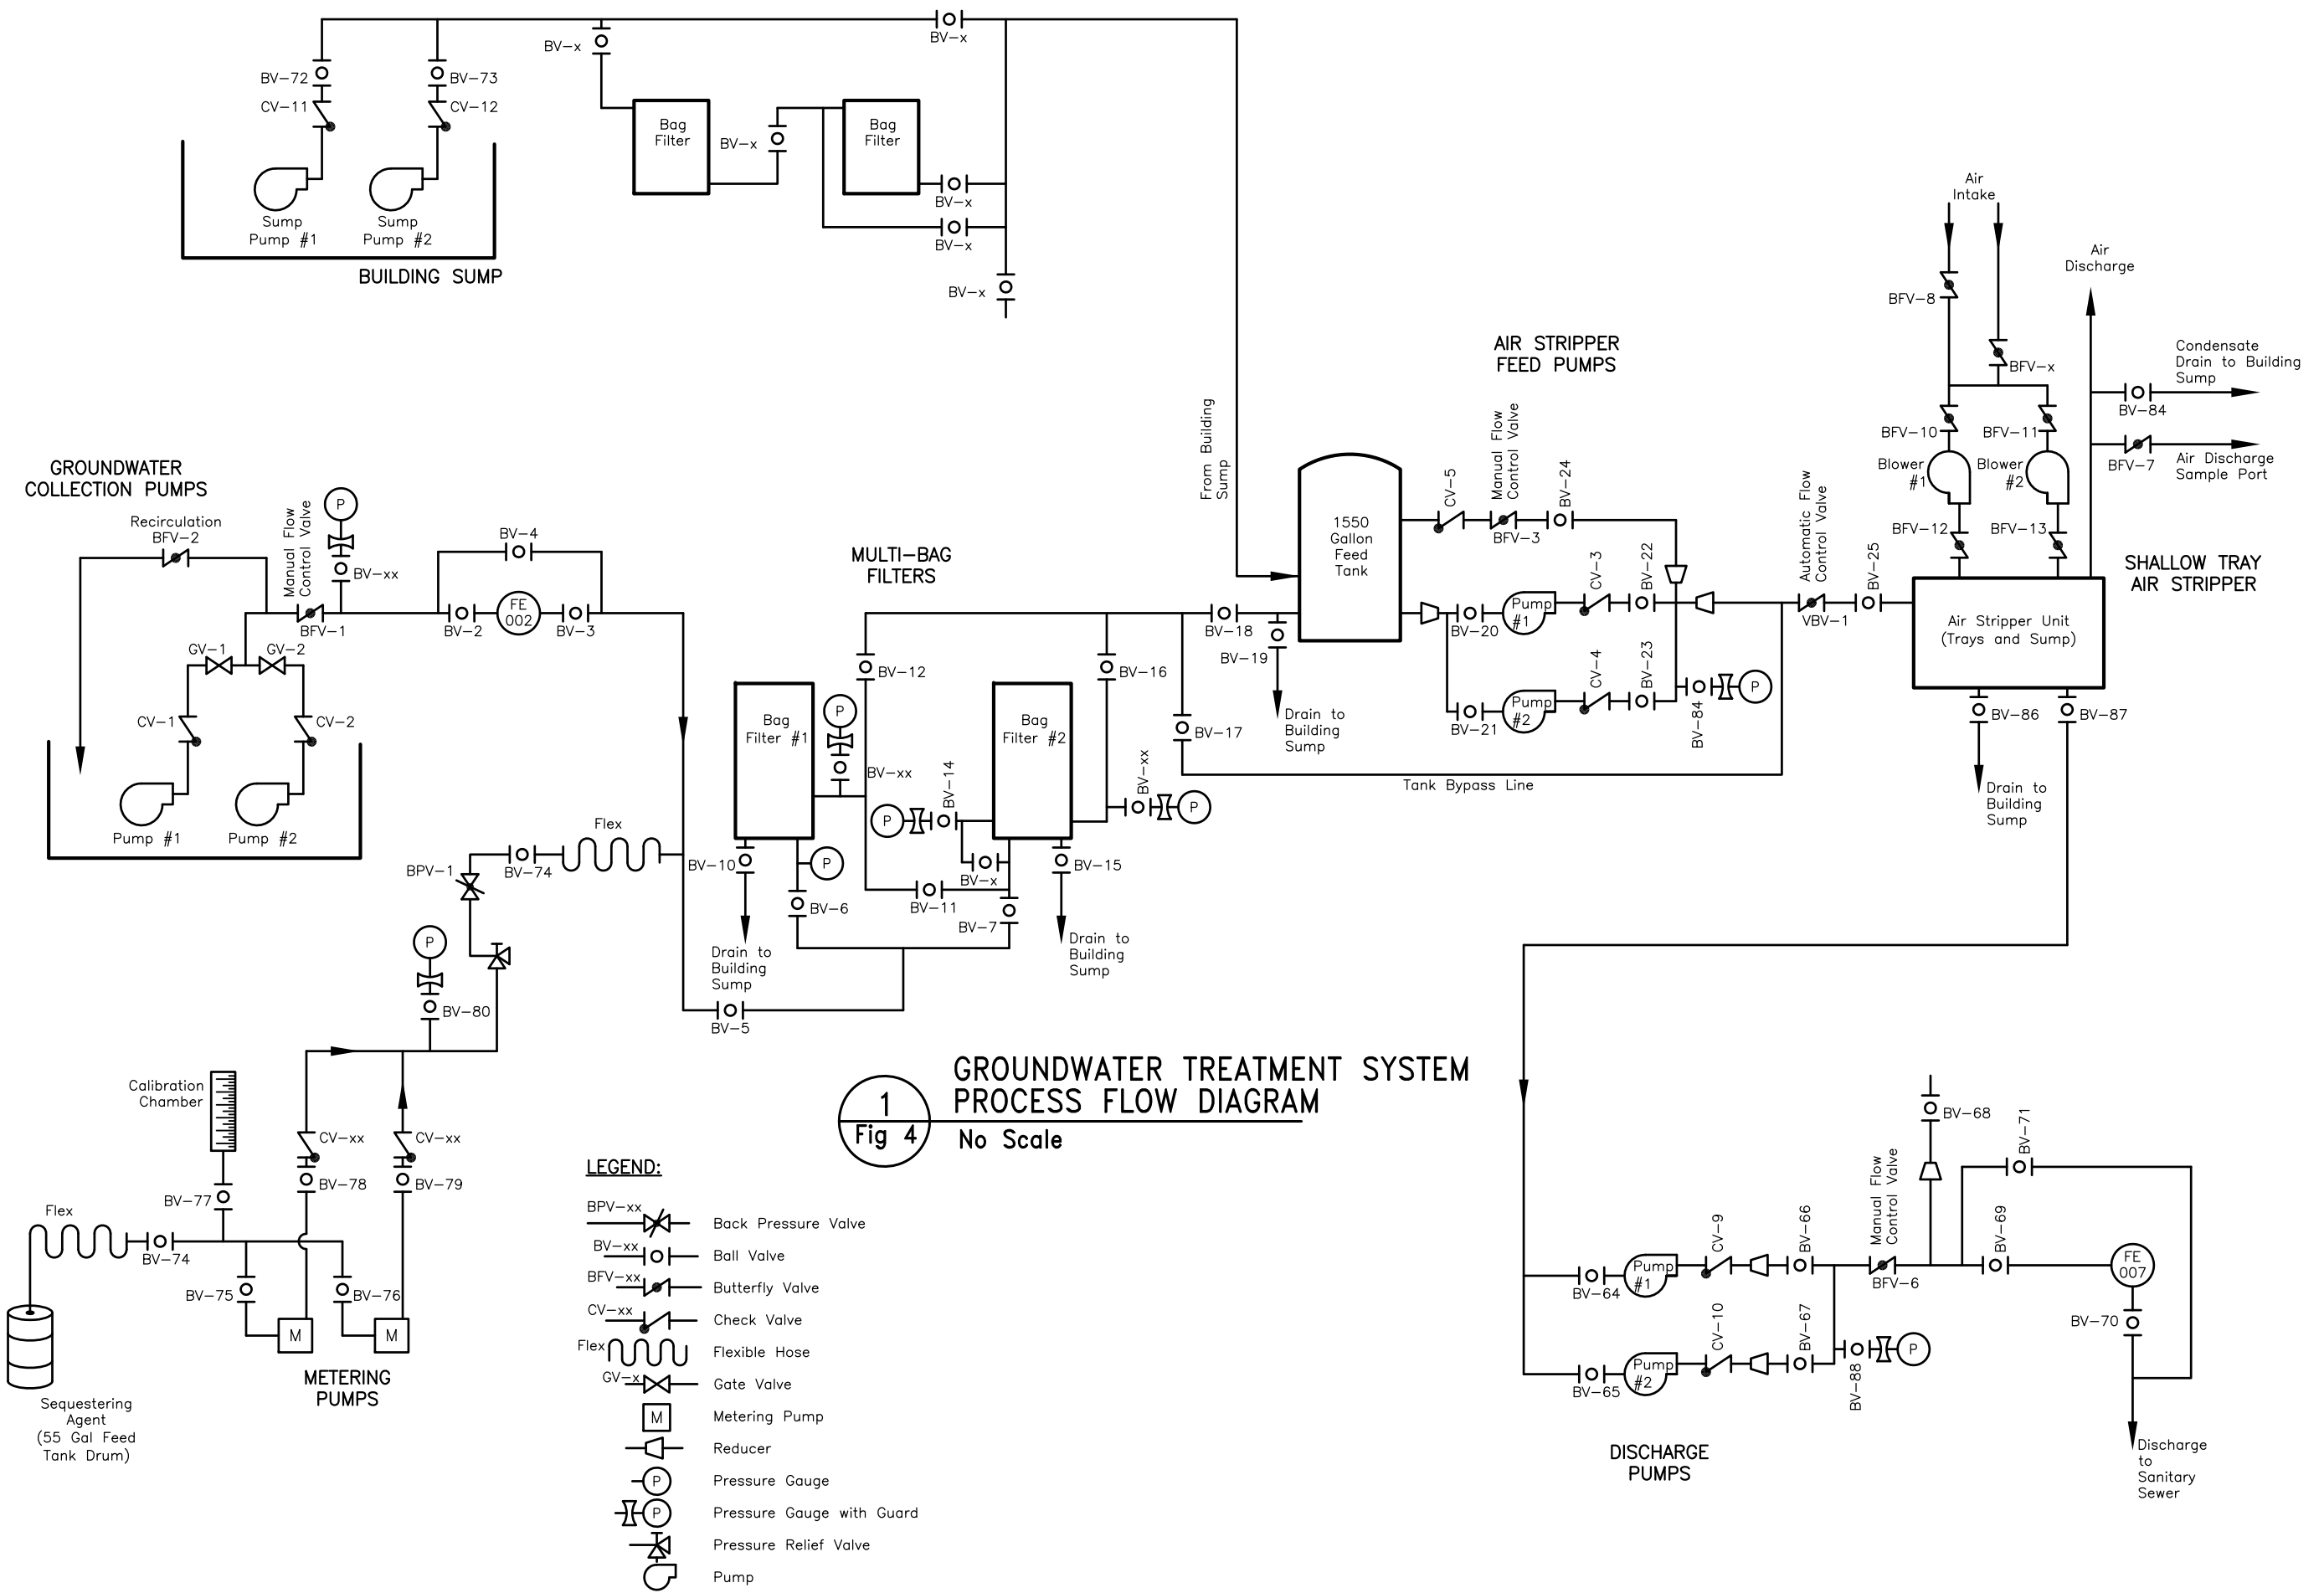 BV-x
BV-x
BV-72
BV-73
CV-11
CV-12
Bag
Filter
BV-x
Bag
Filter
BV-x
BV-x
BV-x
Sump
Pump #1
Sump
Pump #2
BUILDING SUMP
Air
Intake
Air
Discharge
BFV-8
BFV-x
Condensate
Drain to Building
Sump
BV-84
BFV-10
BFV-11
Blower
#1
Blower
#2
BFV-7
Air Discharge
Sample Port
BFV-12
BFV-13
SHALLOW TRAY
AIR STRIPPER
Air Stripper Unit
(Trays and Sump)
BV-86
BV-87
Drain to
Building
Sump
AIR STRIPPER
FEED PUMPS
From Building
Sump
1550
Gallon
Feed
Tank
CV-5
Manual Flow
Control Valve
BFV-3
BV-24
CV-3
BV-22
Pump
#1
BV-20
CV-4
BV-23
Pump
#2
BV-21
BV-84
P
Automatic Flow
Control Valve
VBV-1
BV-25
Tank Bypass Line
GROUNDWATER
COLLECTION PUMPS
Recirculation
BFV-2
Manual Flow
Control Valve
BFV-1
P
BV-xx
BV-4
BV-2
FE
002
BV-3
GV-1
GV-2
CV-1
CV-2
Pump #1
Pump #2
MULTI-BAG
FILTERS
BV-12
BV-16
BV-18
BV-19
BV-17
Drain to
Building
Sump
Bag
Filter #1
P
BV-xx
Bag
Filter #2
BV-14
P
BV-xx
P
BV-10
P
BV-x
BV-15
BV-6
BV-11
BV-7
Drain to
Building
Sump
Drain to
Building
Sump
BV-5
Flex
BPV-1
BV-74
P
BV-80
Calibration
Chamber
CV-xx
CV-xx
BV-77
BV-78
BV-79
Flex
BV-74
BV-75
BV-76
M
M
METERING
PUMPS
Sequestering
Agent
(55 Gal Feed
Tank Drum)
1
Fig 4
GROUNDWATER TREATMENT SYSTEM
PROCESS FLOW DIAGRAM
No Scale
LEGEND:
BPV-xx Back Pressure Valve
BV-xx Ball Valve
BFV-xx Butterfly Valve
CV-xx Check Valve
Flex Flexible Hose
GV-x Gate Valve
M Metering Pump
Reducer
P Pressure Gauge
P Pressure Gauge with Guard
Pressure Relief Valve
Pump
BV-68
BV-71
Manual Flow
Control Valve
BFV-6
BV-69
CV-9
BV-66
Pump
#1
BV-64
FE
007
BV-70
CV-10
BV-67
Pump
#2
BV-65
BV-88
P
DISCHARGE
PUMPS
Discharge
to
Sanitary
Sewer